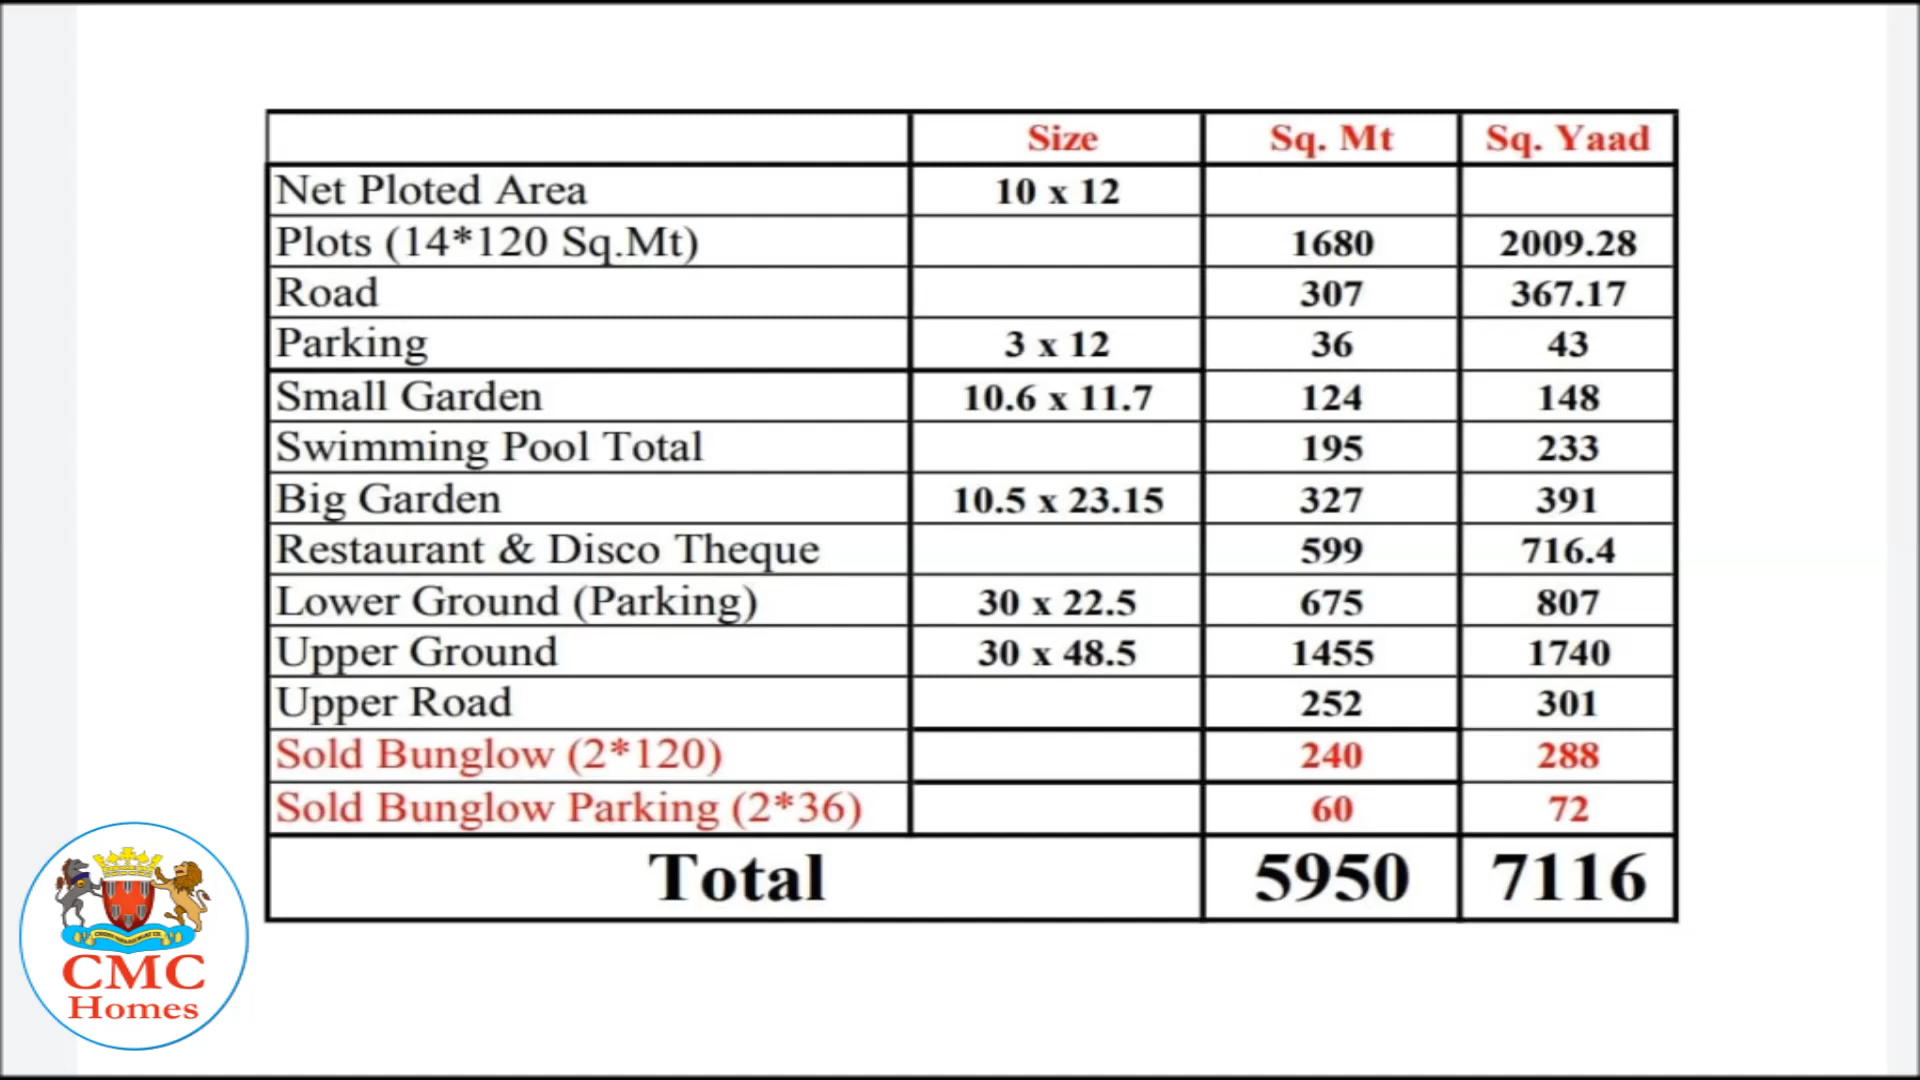 Size Sq. Mt Sq. Yaad
Net Ploted Area 10 x 12
Plots (14*120 Sq.Mt) 1680 2009.28
Road 307 367.17
Parking 3 x 12 36 43
Small Garden 10.6 x 11.7 124 148
Swimming Pool Total 195 233
Big Garden 10.5 x 23.15 327 391
Restaurant & Disco Theque 599 716.4
Lower Ground (Parking) 30 x 22.5 675 807
Upper Ground 30 x 48.5 1455 1740
Upper Road 252 301
Sold Bunglow (2*120) 240 288
Sold Bunglow Parking (2*36) 60 72
Total 5950 7116
CMC
Homes